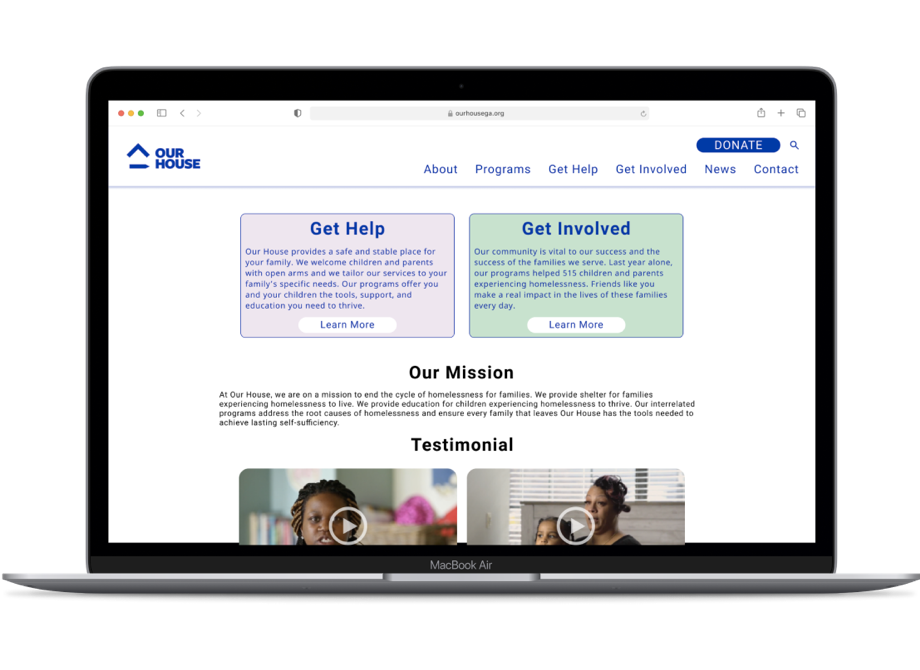 ourhousega.org
DONATE
OUR
HOUSE
About Programs Get Help Get Involved News Contact
Get Help
Our House provides a safe and stable place for
your family. We welcome children and parents
with open arms and we tailor our services to your
family's specific needs. Our programs offer you
and your children the tools, support, and
education you need to thrive.
Learn More
Get Involved
Our community is vital to our success and the
success of the families we serve. Last year alone,
our programs helped 515 children and parents
experiencing homelessness. Friends like you
make a real impact in the lives of these families
every day.
Learn More
Our Mission
At Our House, we are on a mission to end the cycle of homelessness for families. We provide shelter for families
experiencing homelessness to live. We provide education for children experiencing homelessness to thrive. Our interrelated
programs address the root causes of homelessness and ensure every family that leaves Our House has the tools needed to
achieve lasting self-sufficiency.
Testimonial
MacBook Air